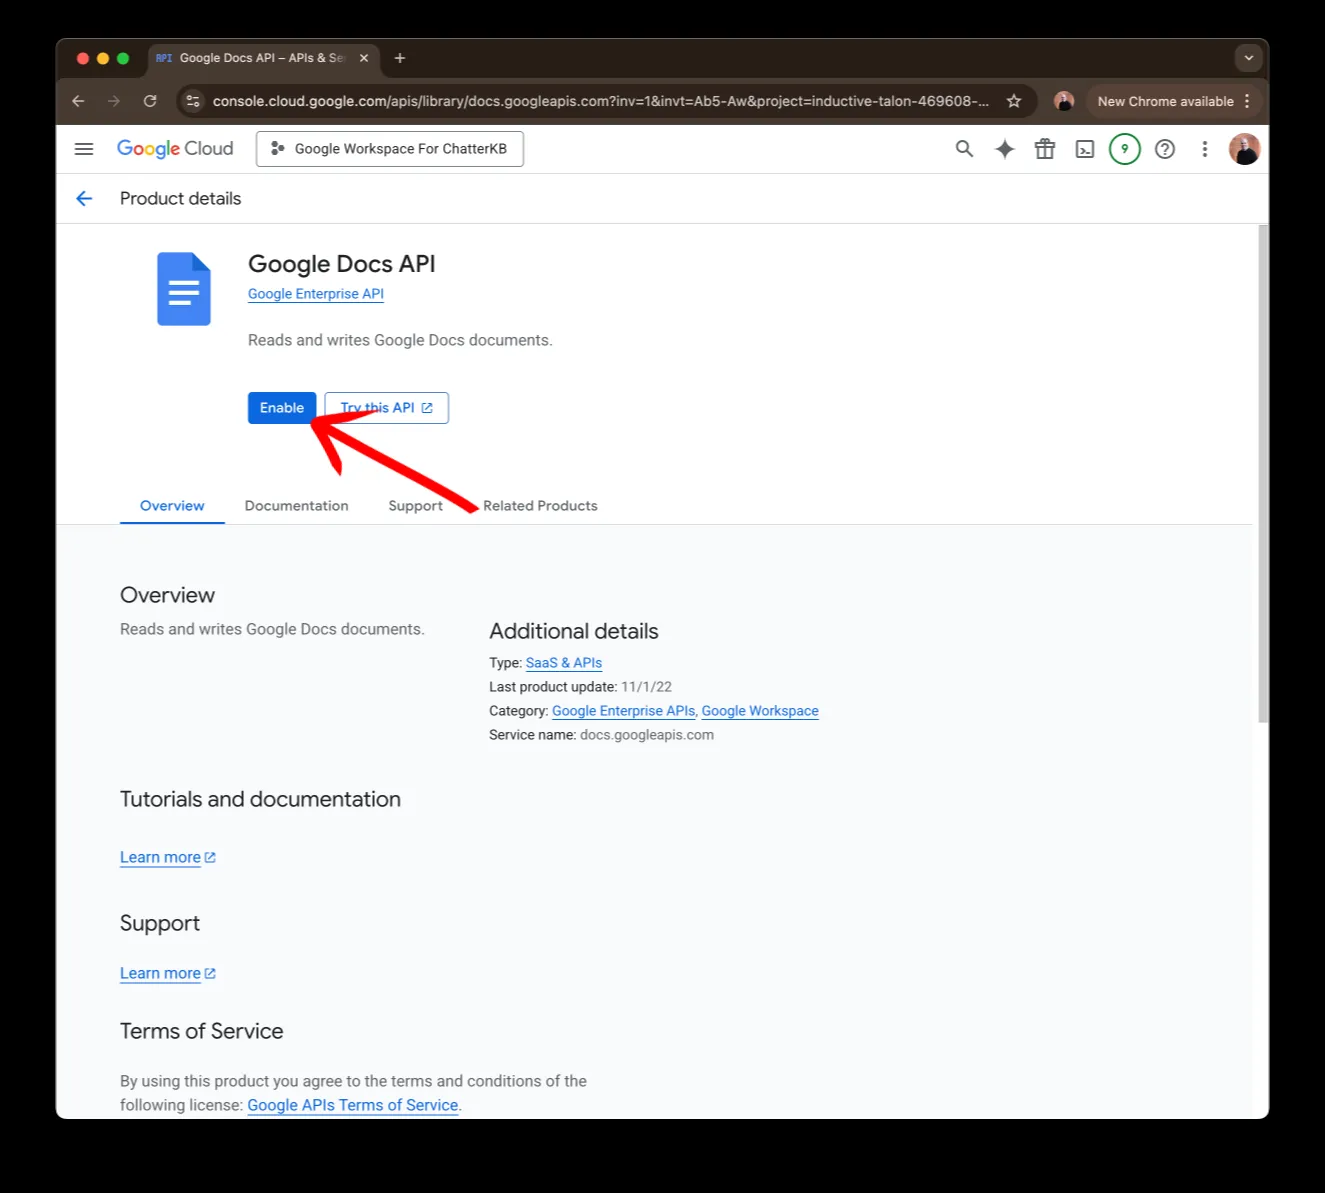 API Google Docs API – APIs & Se
console.cloud.google.com/apis/library/docs.googleapis.com?inv=1&invt=Ab5-Aw&project=inductive-talon-469608-...
New Chrome available
Google Cloud
Google Workspace For ChatterKB
9
Product details
Google Docs API
Google Enterprise API
Reads and writes Google Docs documents.
Enable
Try this API
Overview
Documentation
Support
Related Products
Overview
Reads and writes Google Docs documents.
Additional details
Type: SaaS & APIs
Last product update: 11/1/22
Category: Google Enterprise APIs, Google Workspace
Service name: docs.googleapis.com
Tutorials and documentation
Learn more
Support
Learn more
Terms of Service
By using this product you agree to the terms and conditions of the
following license: Google APIs Terms of Service.